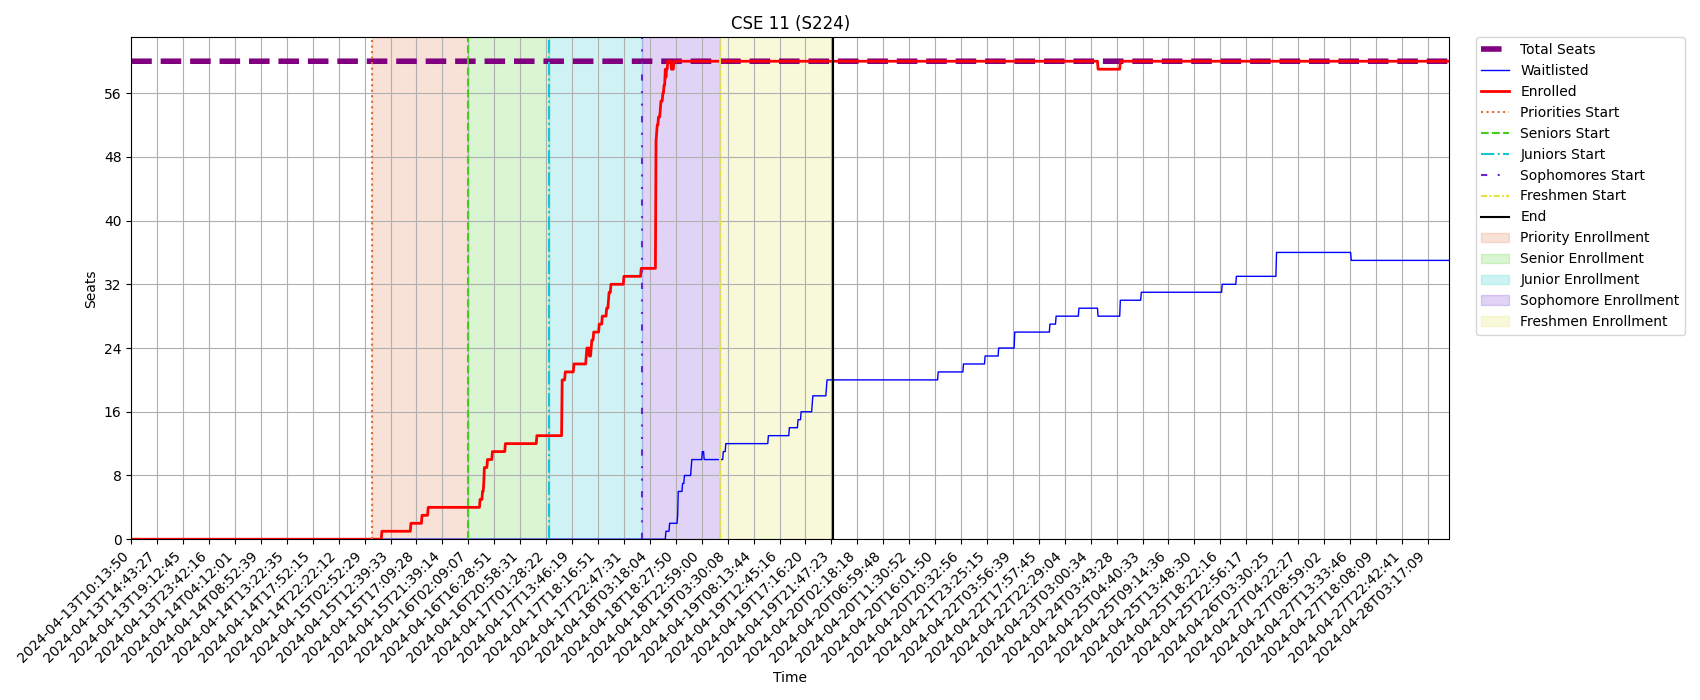 CSE 11 (S224)
Total Seats
Waitlisted
Enrolled
Priorities Start
Seniors Start
Juniors Start
Sophomores Start
Freshmen Start
End
Priority Enrollment
Senior Enrollment
Junior Enrollment
Sophomore Enrollment
Freshmen Enrollment
Seats
56
48
40
32
24
16
8
0
2024-04-13T10:13:50
2024-04-13T14:43:27
2024-04-13T19:12:45
2024-04-13T23:42:16
2024-04-14T04:12:01
2024-04-14T08:52:39
2024-04-14T13:22:35
2024-04-14T17:52:15
2024-04-14T22:22:12
2024-04-15T02:52:29
2024-04-15T12:39:33
2024-04-15T17:09:28
2024-04-15T21:39:14
2024-04-16T02:09:07
2024-04-16T16:28:51
2024-04-16T20:58:31
2024-04-17T01:28:22
2024-04-17T13:46:19
2024-04-17T18:16:51
2024-04-17T22:47:31
2024-04-18T03:18:04
2024-04-18T18:27:50
2024-04-18T22:59:00
2024-04-19T03:30:08
2024-04-19T08:13:44
2024-04-19T12:45:16
2024-04-19T17:16:20
2024-04-19T21:47:23
2024-04-20T02:18:18
2024-04-20T06:59:48
2024-04-20T11:30:52
2024-04-20T16:01:50
2024-04-20T20:32:56
2024-04-21T23:25:15
2024-04-22T03:56:39
2024-04-22T17:57:45
2024-04-22T22:29:04
2024-04-23T03:00:34
2024-04-24T03:43:28
2024-04-25T04:40:33
2024-04-25T09:14:36
2024-04-25T13:48:30
2024-04-25T18:22:16
2024-04-25T22:56:17
2024-04-26T03:30:25
2024-04-27T04:22:27
2024-04-27T08:59:02
2024-04-27T13:33:46
2024-04-27T18:08:09
2024-04-27T22:42:41
2024-04-28T03:17:09
Time